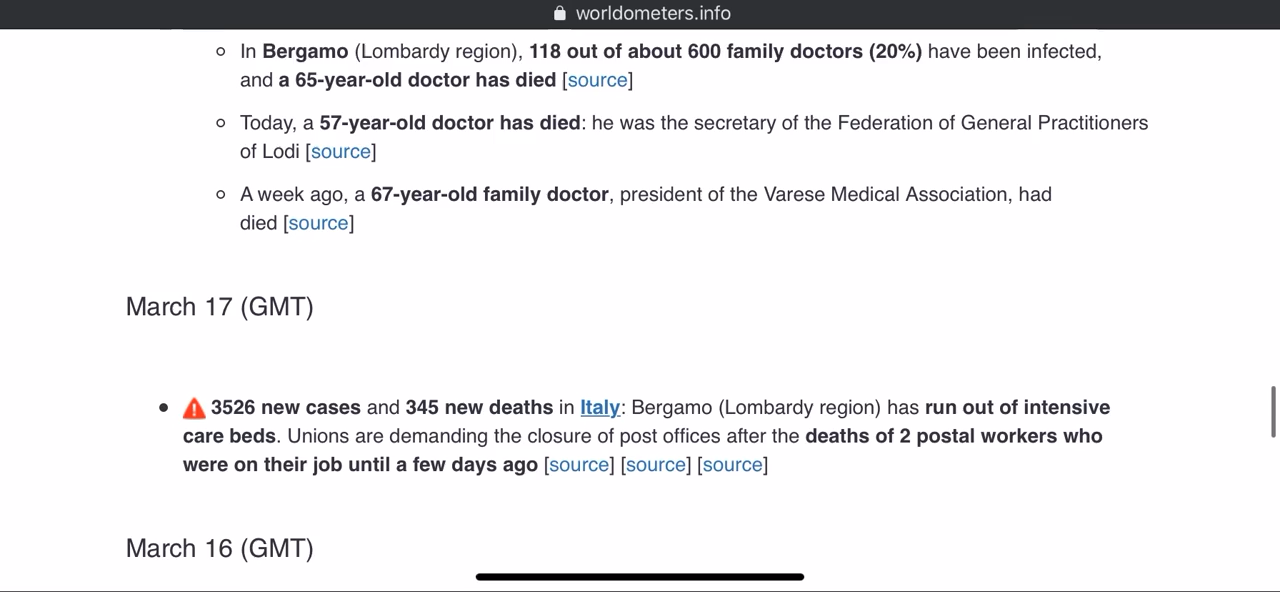 worldometers.info
In Bergamo (Lombardy region), 118 out of about 600 family doctors (20%) have been infected,
and a 65-year-old doctor has died [source]
Today, a 57-year-old doctor has died: he was the secretary of the Federation of General Practitioners
of Lodi [source]
A week ago, a 67-year-old family doctor, president of the Varese Medical Association, had
died [source]
March 17 (GMT)
3526 new cases and 345 new deaths in Italy: Bergamo (Lombardy region) has run out of intensive
care beds. Unions are demanding the closure of post offices after the deaths of 2 postal workers who
were on their job until a few days ago [source] [source] [source]
March 16 (GMT)